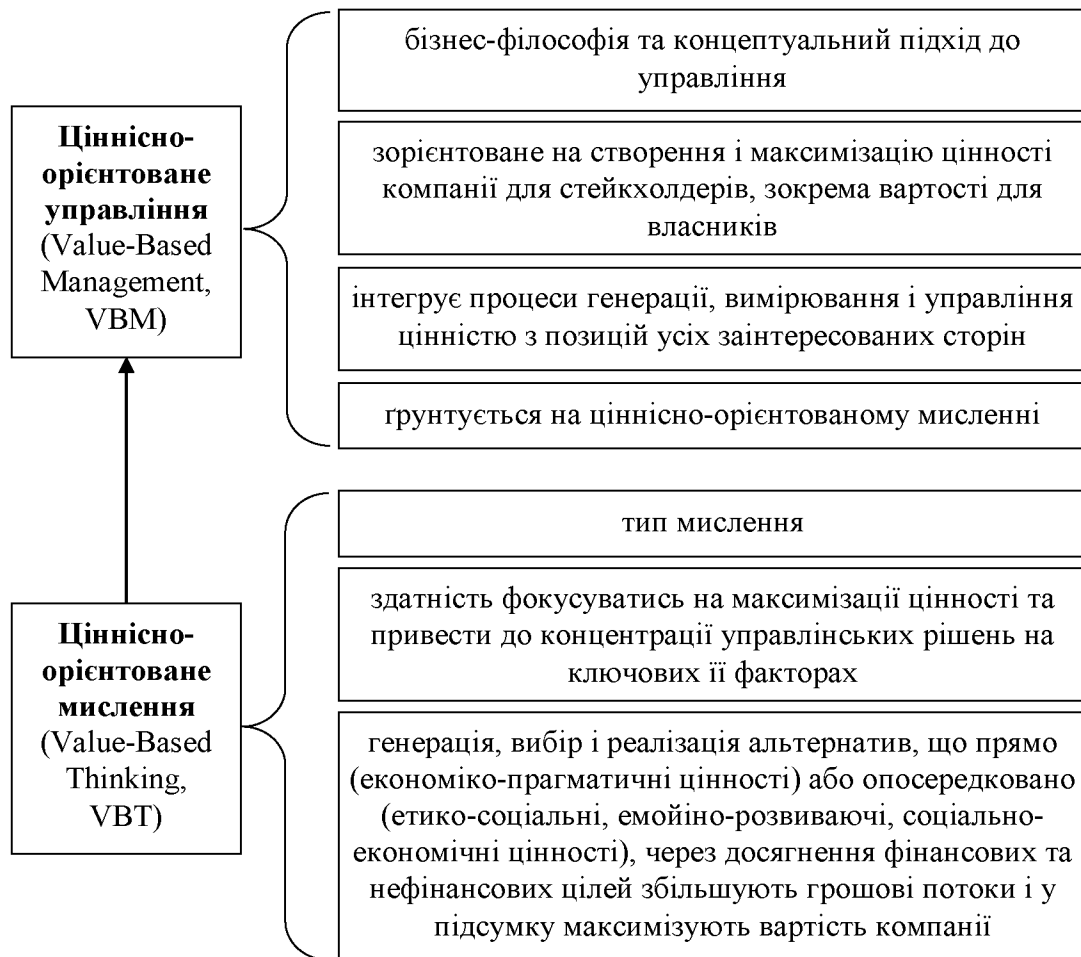 бізнес-філософія та концептуальний підхід до
управління
Ціннісно-
орієнтоване
управління
(Value-Based
Management,
VBM)
зорієнтоване на створення і максимізацію цінності
компанії для стейкхолдерів, зокрема вартості для
власників
інтегрує процеси генерації, вимірювання і управління
цінністю з позицій усіх заінтересованих сторін
ґрунтується на ціннісно-орієнтованому мисленні
Ціннісно-
орієнтоване
мислення
(Value-Based
Thinking,
VBT)
тип мислення
здатність фокусуватись на максимізації цінності та
привести до концентрації управлінських рішень на
ключових її факторах
генерація, вибір і реалізація альтернатив, що прямо
(економіко-прагматичні цінності) або опосередковано
(етико-соціальні, емойіно-розвиваючі, соціально-
економічні цінності), через досягнення фінансових та
нефінансових цілей збільшують грошові потоки і у
підсумку максимізують вартість компанії